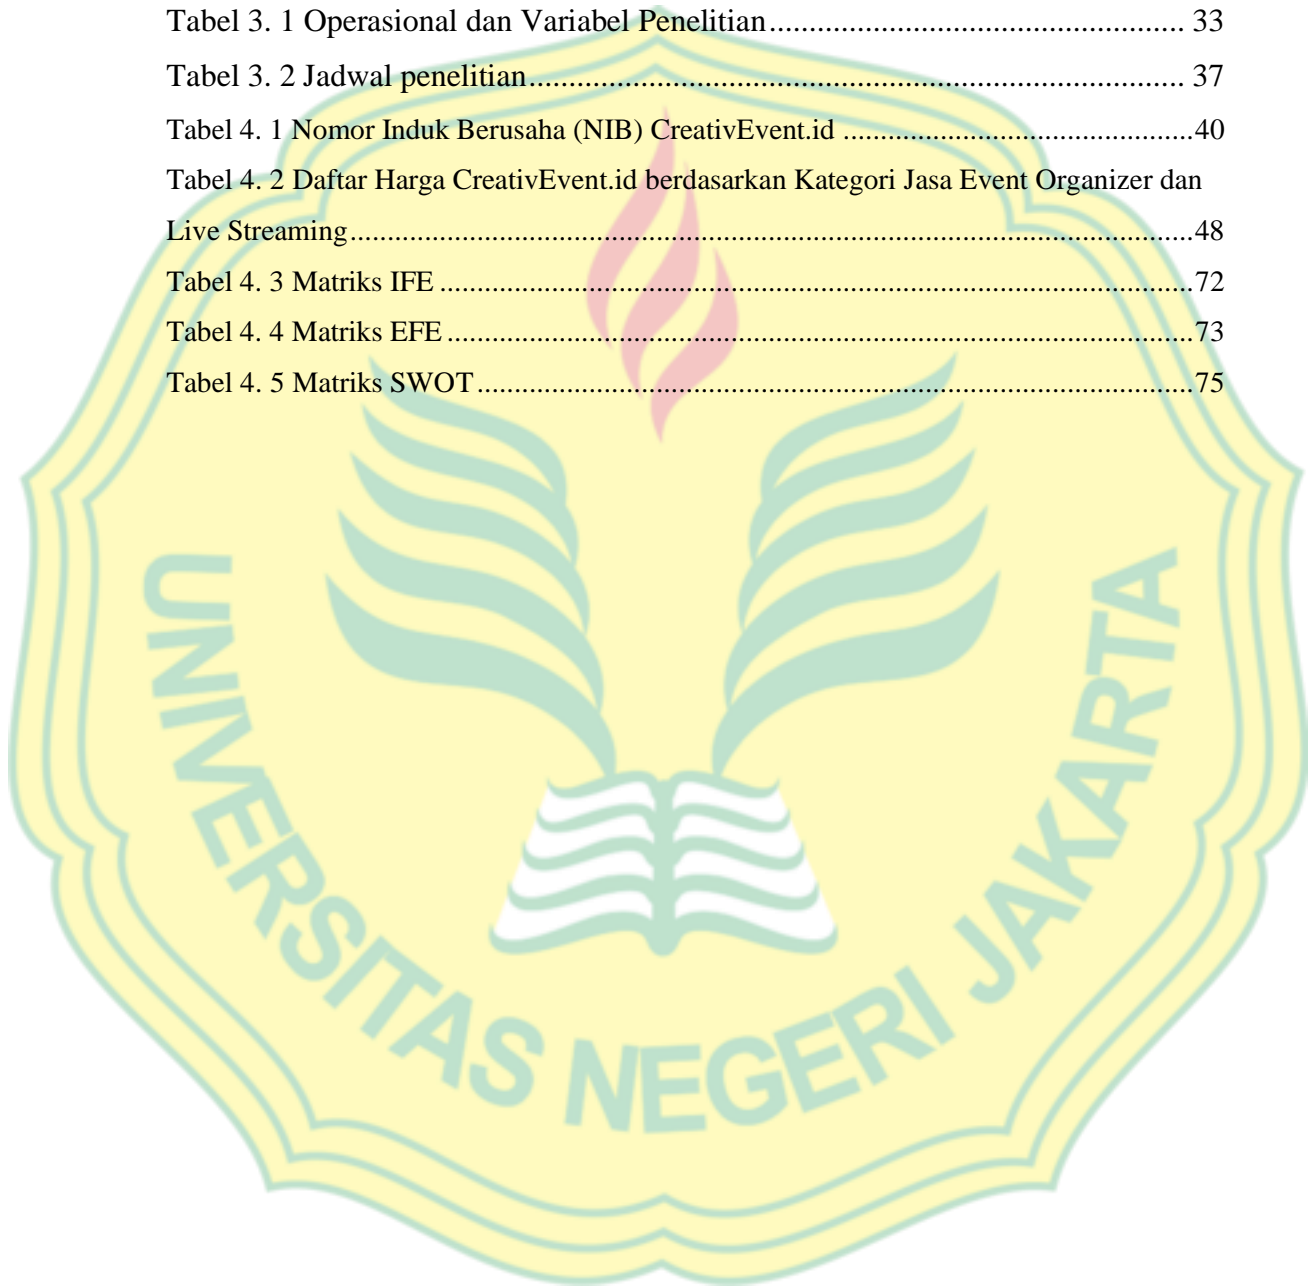 Tabel 3. 1 Operasional dan Variabel Penelitian.................................................... 33
Tabel 3. 2 Jadwal penelitian.................................................................................. 37
Tabel 4. 1 Nomor Induk Berusaha (NIB) CreativEvent.id ..................................................40
Tabel 4. 2 Daftar Harga CreativEvent.id berdasarkan Kategori Jasa Event Organizer dan
Live Streaming........................................................................................................................48
Tabel 4. 3 Matriks IFE ...........................................................................................................72
Tabel 4. 4 Matriks EFE..........................................................................................................73
Tabel 4. 5 Matriks SWOT......................................................................................................75
UNIVERSITAS NEGERI JAKARTA